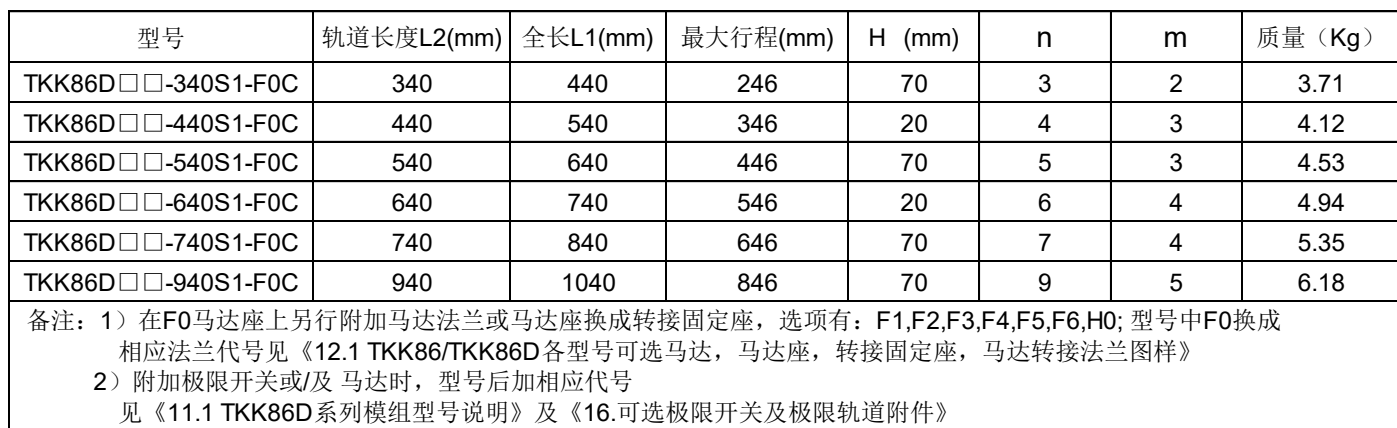 型号 轨道长度L2(mm) 全长L1(mm) 最大行程(mm) H (mm) n m 质量（Kg）
TKK86D□□-340S1-F0C 340 440 246 70 3 2 3.71
TKK86D□□-440S1-F0C 440 540 346 20 4 3 4.12
TKK86D□□-540S1-F0C 540 640 446 70 5 3 4.53
TKK86D□□-640S1-F0C 640 740 546 20 6 4 4.94
TKK86D□□-740S1-F0C 740 840 646 70 7 4 5.35
TKK86D□□-940S1-F0C 940 1040 846 70 9 5 6.18
备注：1）在F0马达座上另行附加马达法兰或马达座换成转接固定座，选项有：F1,F2,F3,F4,F5,F6,H0; 型号中F0换成
相应法兰代号见《12.1 TKK86/TKK86D各型号可选马达，马达座，转接固定座，马达转接法兰图样》
2）附加极限开关或/及 马达时，型号后加相应代号
见《11.1 TKK86D系列模组型号说明》及《16.可选极限开关及极限轨道附件》